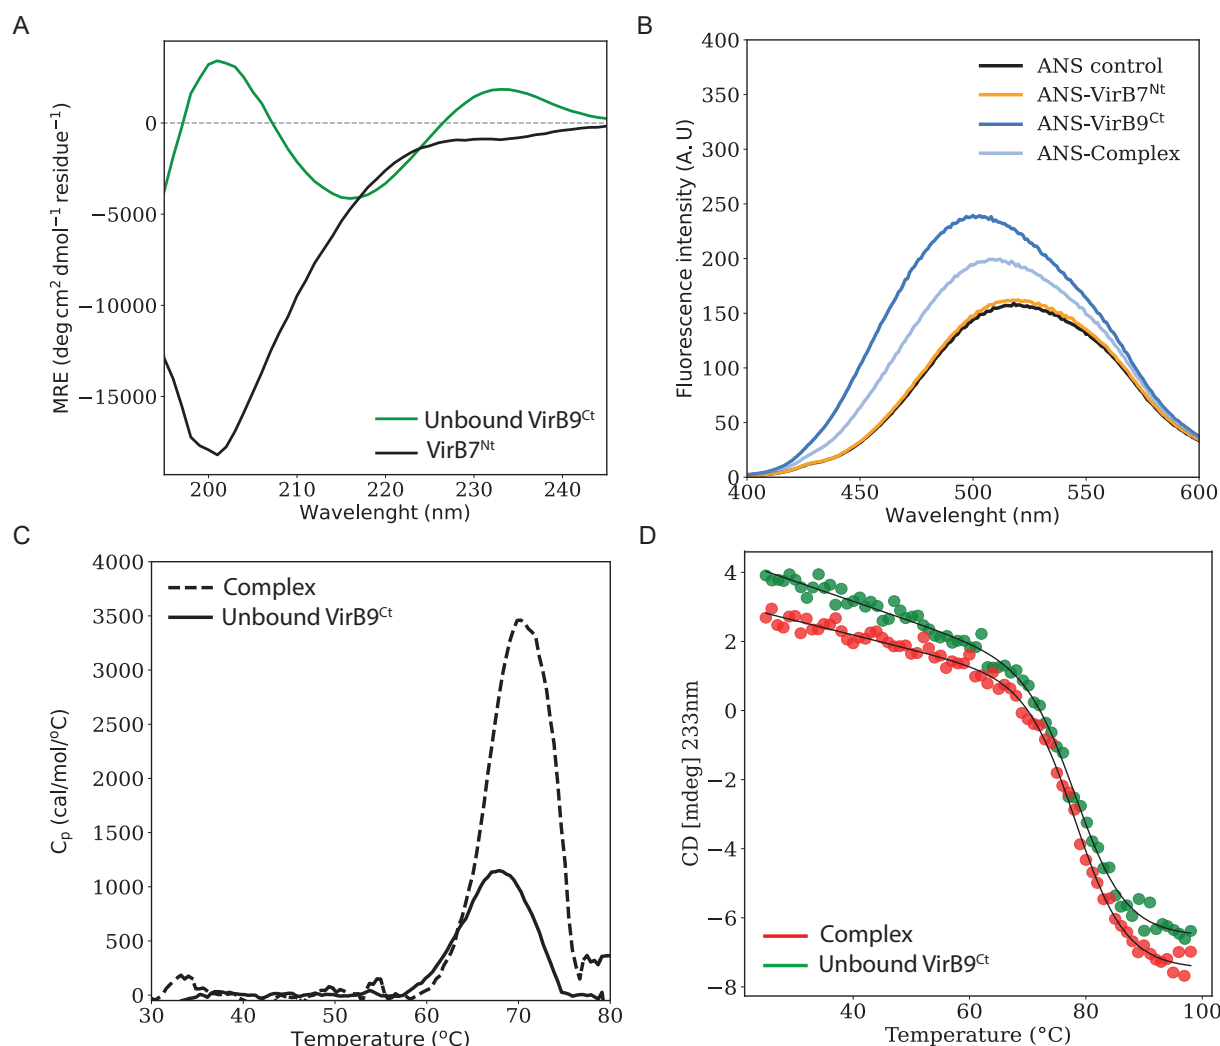 A
MRE (deg cm² dmol⁻¹ residue⁻¹)
0
−5000
−10000
−15000
Unbound VirB9ᶜᵗ
VirB7ᴺᵗ
200 210 220 230 240
Wavelenght (nm)
B
Fluorescence intensity (A. U)
400
350
300
250
200
150
100
50
0
ANS control
ANS-VirB7ᴺᵗ
ANS-VirB9ᶜᵗ
ANS-Complex
400 450 500 550 600
Wavelenght (nm)
C
Cₚ (cal/mol/ºC)
4000
3500
3000
2500
2000
1500
1000
500
0
Complex
Unbound VirB9ᶜᵗ
30 40 50 60 70 80
Temperature (ºC)
D
CD [mdeg] 233nm
4
2
0
−2
−4
−6
−8
Complex
Unbound VirB9ᶜᵗ
40 60 80 100
Temperature (°C)